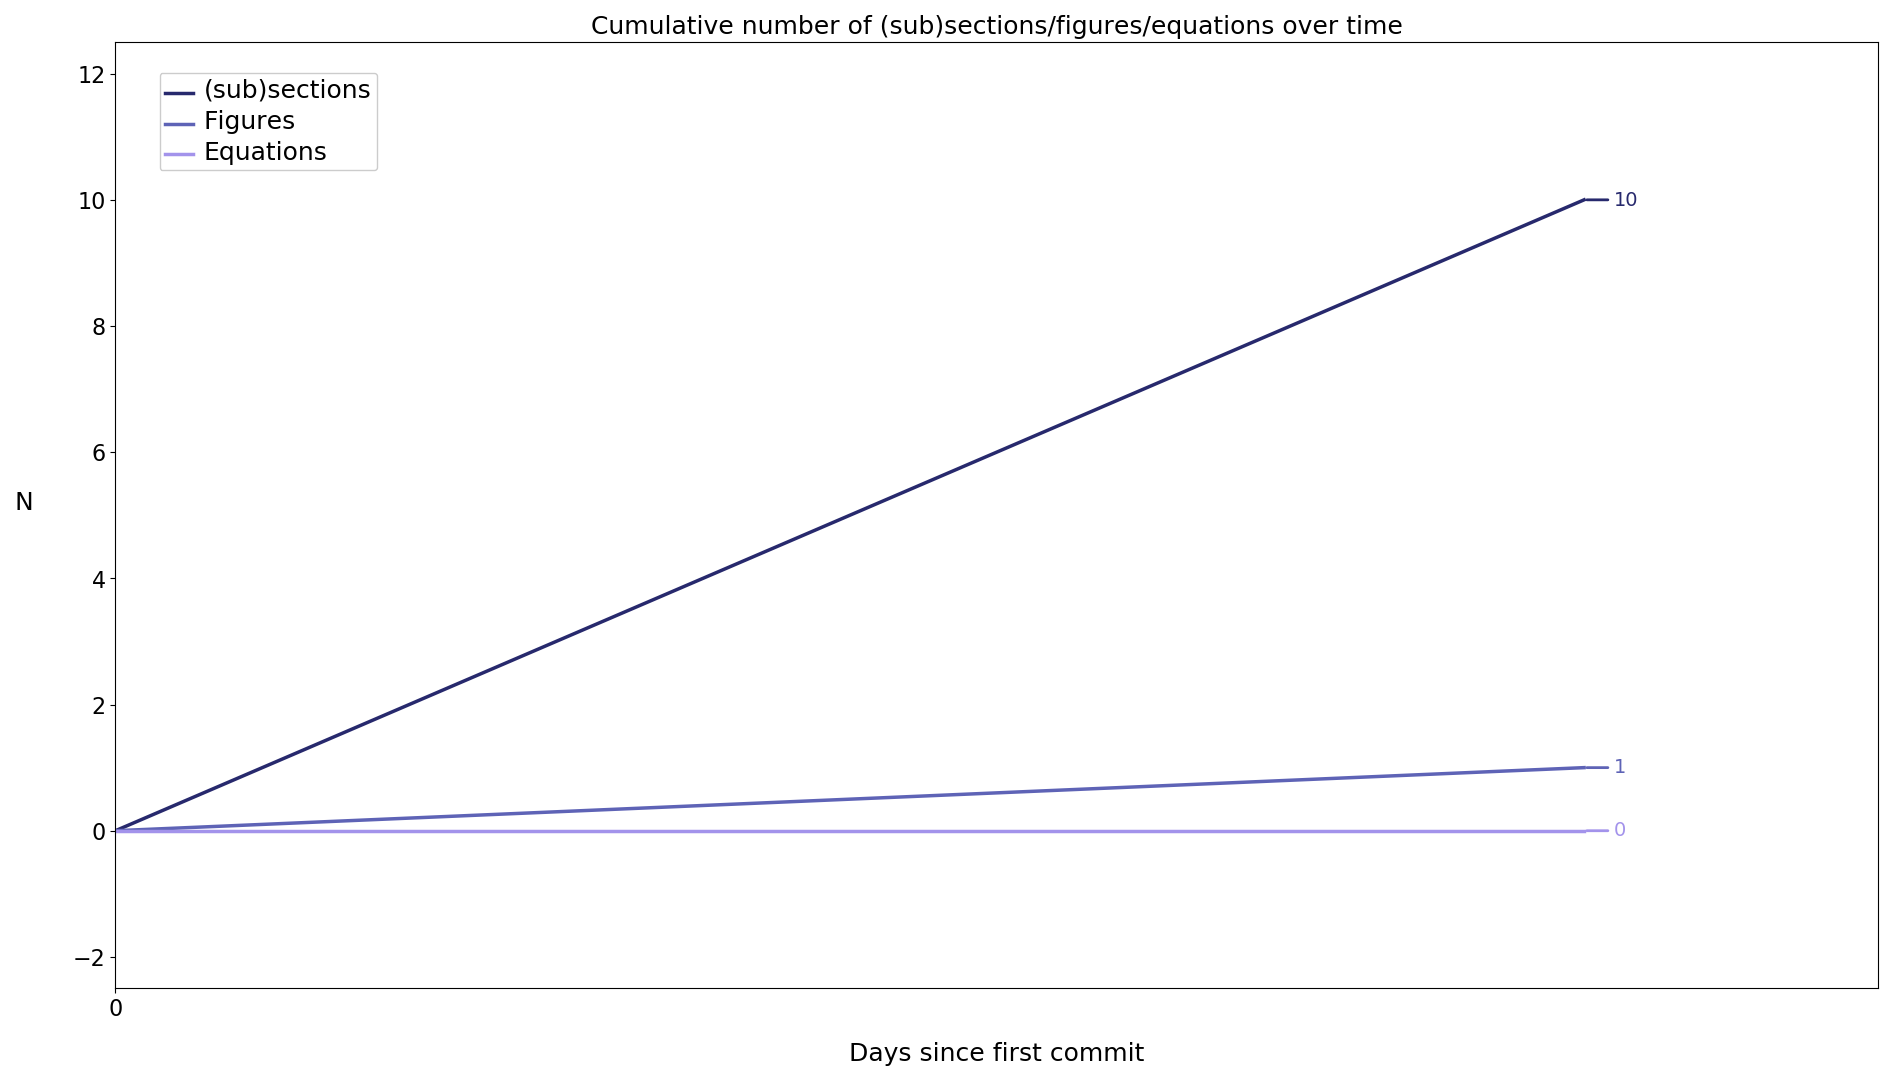 Cumulative number of (sub)sections/figures/equations over time
12
10
8
6
4
2
0
−2
N
(sub)sections
Figures
Equations
10
1
0
0
Days since first commit